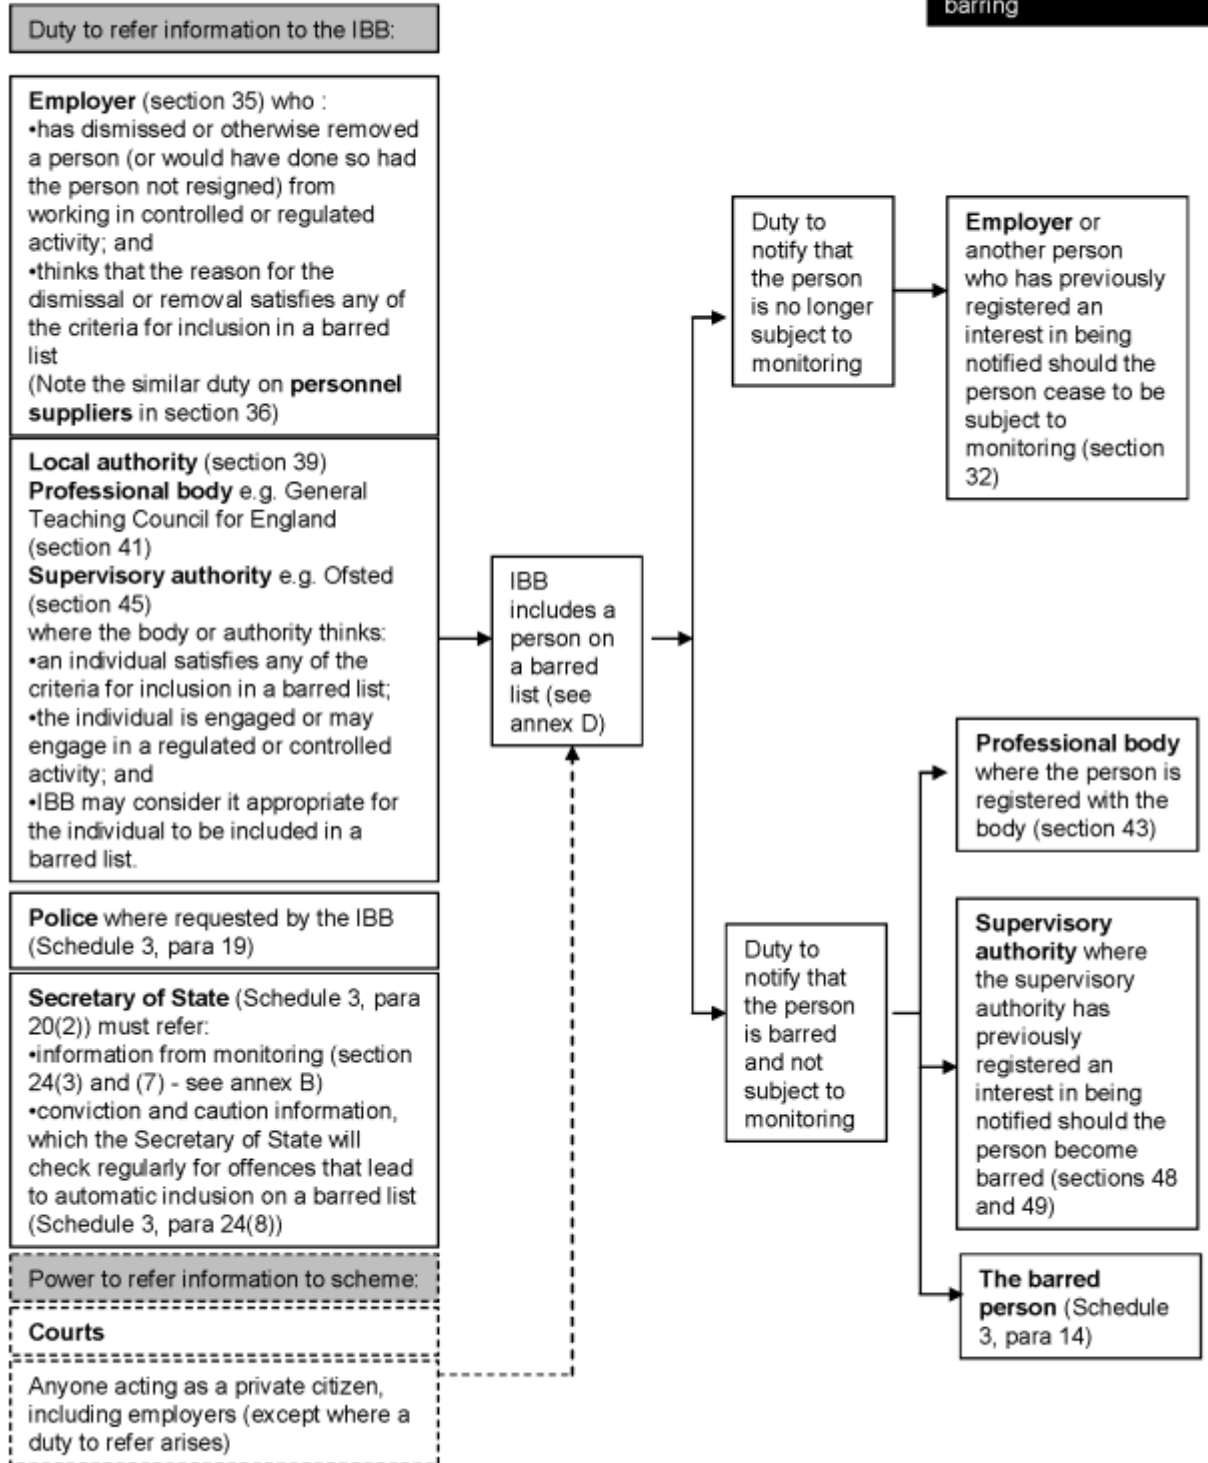 barring
Duty to refer information to the IBB:
Employer (section 35) who :
•has dismissed or otherwise removed
a person (or would have done so had
the person not resigned) from
working in controlled or regulated
activity; and
•thinks that the reason for the
dismissal or removal satisfies any of
the criteria for inclusion in a barred
list
(Note the similar duty on personnel
suppliers in section 36)
Local authority (section 39)
Professional body e.g. General
Teaching Council for England
(section 41)
Supervisory authority e.g. Ofsted
(section 45)
where the body or authority thinks:
•an individual satisfies any of the
criteria for inclusion in a barred list;
•the individual is engaged or may
engage in a regulated or controlled
activity; and
•IBB may consider it appropriate for
the individual to be included in a
barred list.
Police where requested by the IBB
(Schedule 3, para 19)
Secretary of State (Schedule 3, para
20(2)) must refer:
•information from monitoring (section
24(3) and (7) - see annex B)
•conviction and caution information,
which the Secretary of State will
check regularly for offences that lead
to automatic inclusion on a barred list
(Schedule 3, para 24(8))
Power to refer information to scheme:
Courts
Anyone acting as a private citizen,
including employers (except where a
duty to refer arises)
IBB
includes a
person on
a barred
list (see
annex D)
Duty to
notify that
the person
is no longer
subject to
monitoring
Employer or
another person
who has previously
registered an
interest in being
notified should the
person cease to be
subject to
monitoring (section
32)
Duty to
notify that
the person
is barred
and not
subject to
monitoring
Professional body
where the person is
registered with the
body (section 43)
Supervisory
authority where
the supervisory
authority has
previously
registered an
interest in being
notified should the
person become
barred (sections 48
and 49)
The barred
person (Schedule
3, para 14)